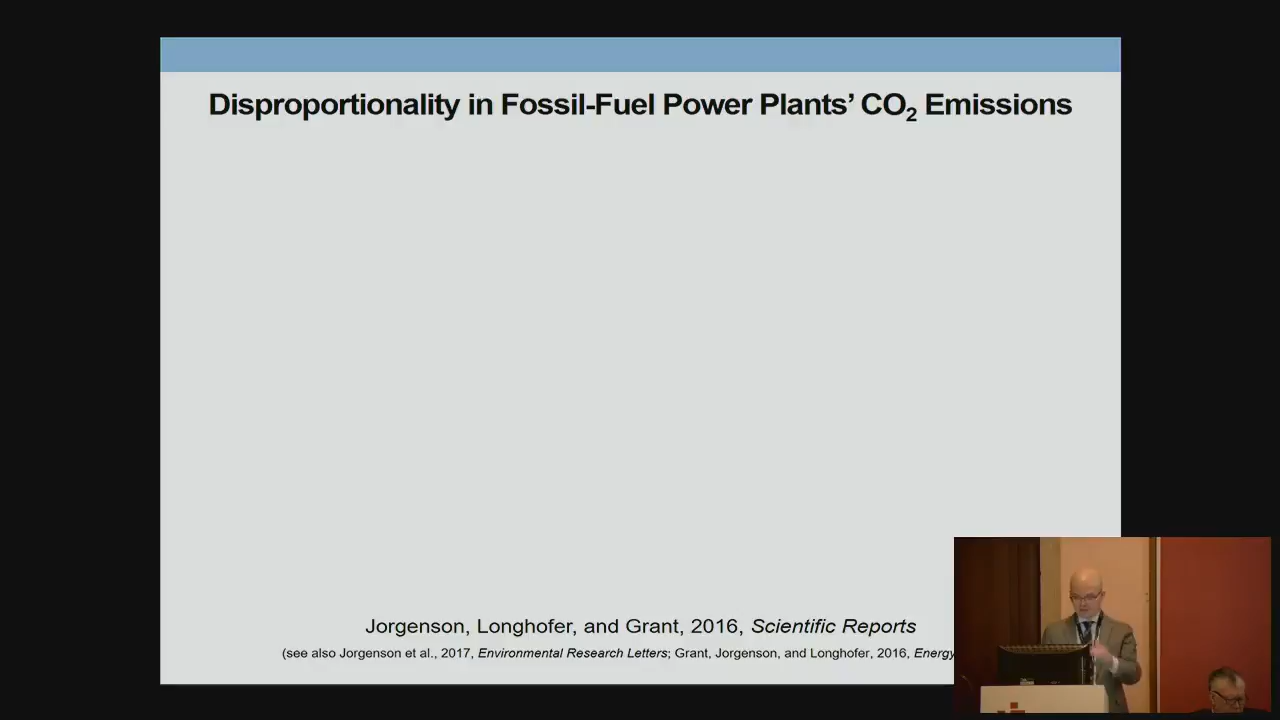 Disproportionality in Fossil-Fuel Power Plants’ CO₂ Emissions
Jorgenson, Longhofer, and Grant, 2016, Scientific Reports
(see also Jorgenson et al., 2017, Environmental Research Letters; Grant, Jorgenson, and Longhofer, 2016, Energy